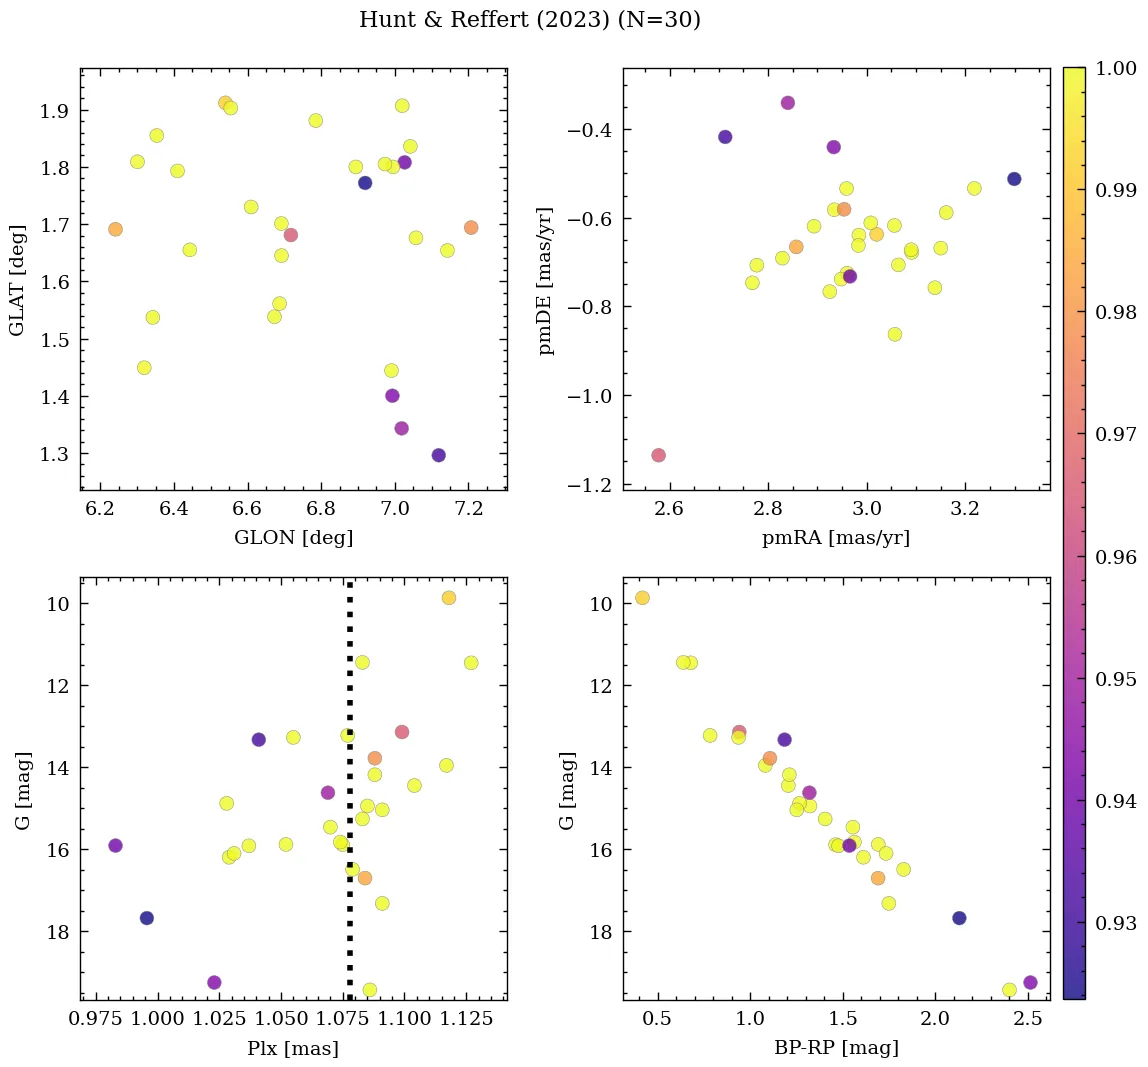 Hunt & Reffert (2023) (N=30)
GLAT [deg]
1.9
1.8
1.7
1.6
1.5
1.4
1.3
6.2 6.4 6.6 6.8 7.0 7.2
GLON [deg]
pmDE [mas/yr]
−0.4
−0.6
−0.8
−1.0
−1.2
2.6 2.8 3.0 3.2
pmRA [mas/yr]
G [mag]
10
12
14
16
18
0.975 1.000 1.025 1.050 1.075 1.100 1.125
Plx [mas]
G [mag]
10
12
14
16
18
0.5 1.0 1.5 2.0 2.5
BP-RP [mag]
1.00
0.99
0.98
0.97
0.96
0.95
0.94
0.93